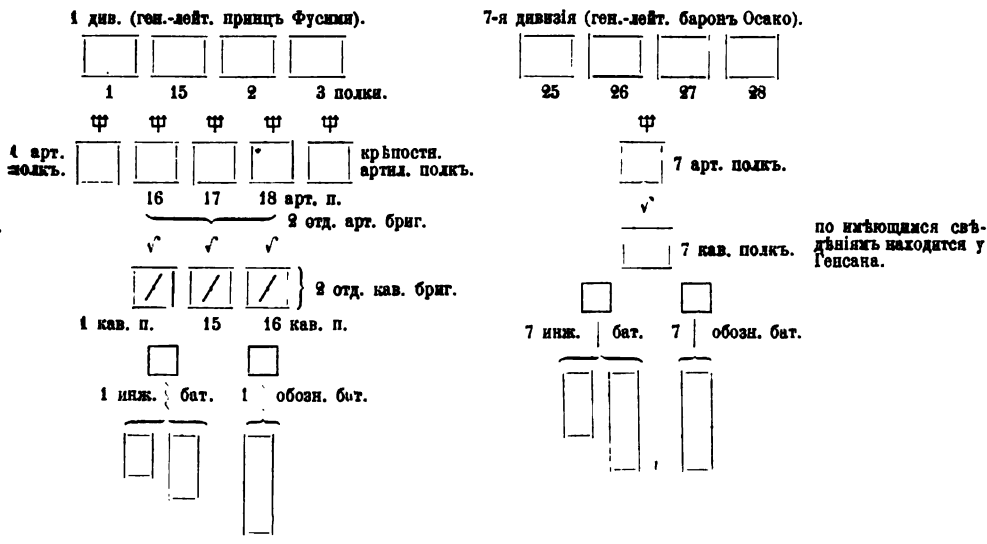 1 див. (ген.-лейт. принцъ Фусими).
1 15 2 3 полки.
1 арт. полкъ.
крѣпостн. артил. полкъ.
16 17 18 арт. п.
2 отд. арт. бриг.
2 отд. кав. бриг.
1 кав. п. 15 16 кав. п.
1 инж. бат. 1 обозн. бат.
7-я дивизія (ген.-лейт. баронъ Осако).
25 26 27 28
7 арт. полкъ.
7 кав. полкъ.
по имѣющимся свѣ-
дѣніямъ находится у
Генсана.
7 инж. бат. 7 обозн. бат.